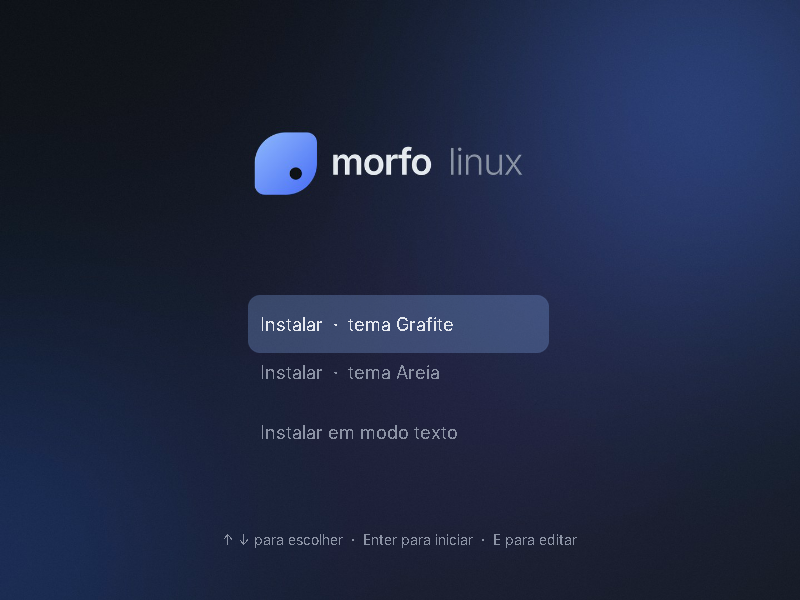 morfo linux
Instalar · tema Grafite
Instalar · tema Areia
Instalar em modo texto
↑ ↓ para escolher · Enter para iniciar · E para editar